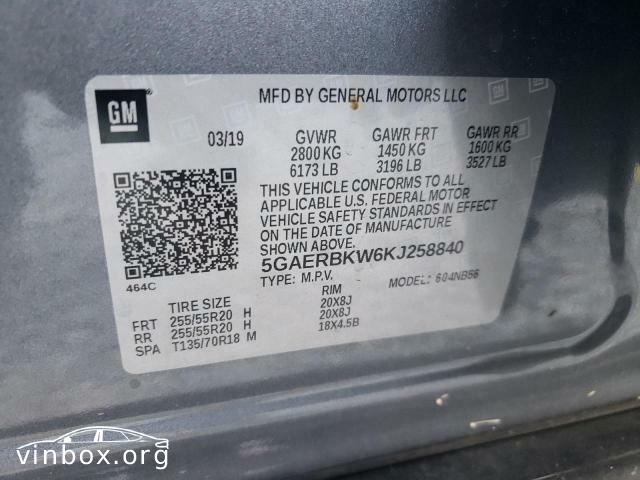 GM
MFD BY GENERAL MOTORS LLC
03/19 GVWR GAWR FRT GAWR RR
2800 KG 1450 KG 1600 KG
6173 LB 3196 LB 3527 LB
THIS VEHICLE CONFORMS TO ALL
APPLICABLE U.S. FEDERAL MOTOR
VEHICLE SAFETY STANDARDS IN EFFECT
ON THE DATE OF MANUFACTURE
SHOWN ABOVE.
5GAERBKW6KJ258840
464C TYPE: M.P.V. MODEL: 604NB56
TIRE SIZE RIM
FRT 255/55R20 H 20X8J
RR 255/55R20 H 20X8J
SPA T135/70R18 M 18X4.5B
vinbox.org